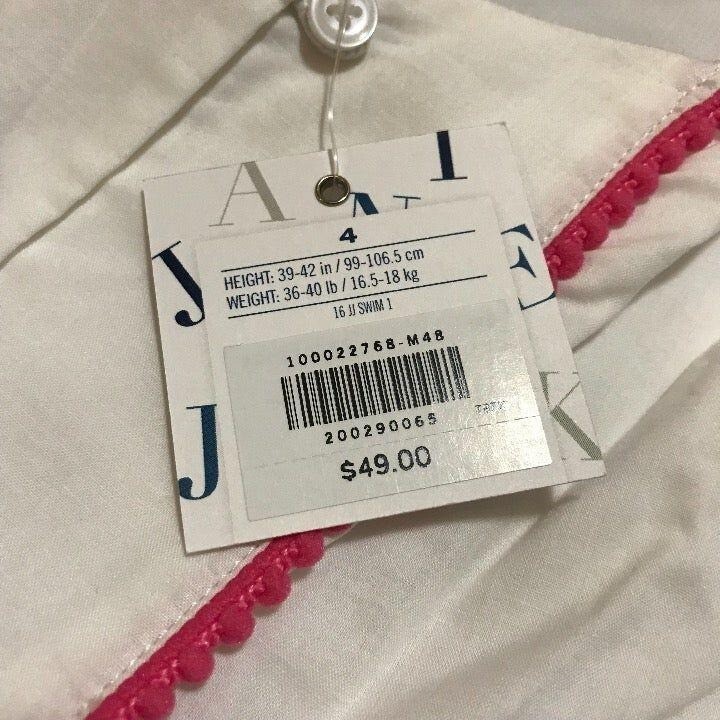 JANIE
J K
4
HEIGHT: 39-42 in / 99-106.5 cm
WEIGHT: 36-40 lb / 16.5-18 kg
16 JJ SWIM 1
100022768-M48
200290065
$49.00